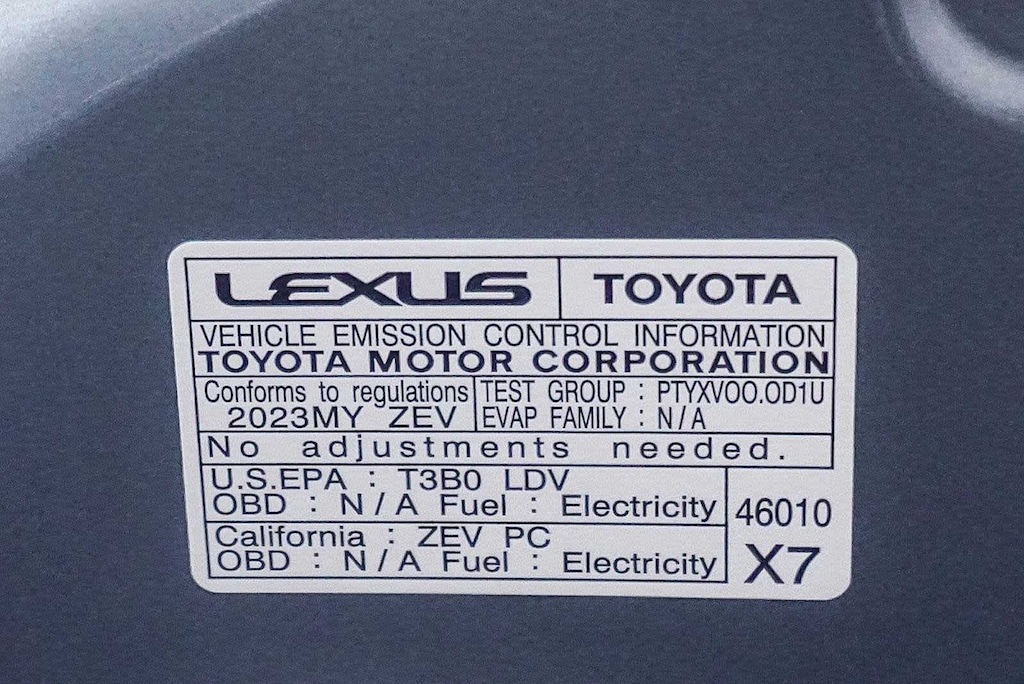 LEXUS TOYOTA
VEHICLE EMISSION CONTROL INFORMATION
TOYOTA MOTOR CORPORATION
Conforms to regulations
2023MY ZEV
TEST GROUP : PTYXV00.0D1U
EVAP FAMILY : N/A
No adjustments needed.
U.S.EPA : T3B0 LDV
OBD : N/A Fuel : Electricity
California : ZEV PC
OBD : N/A Fuel : Electricity
46010
X7